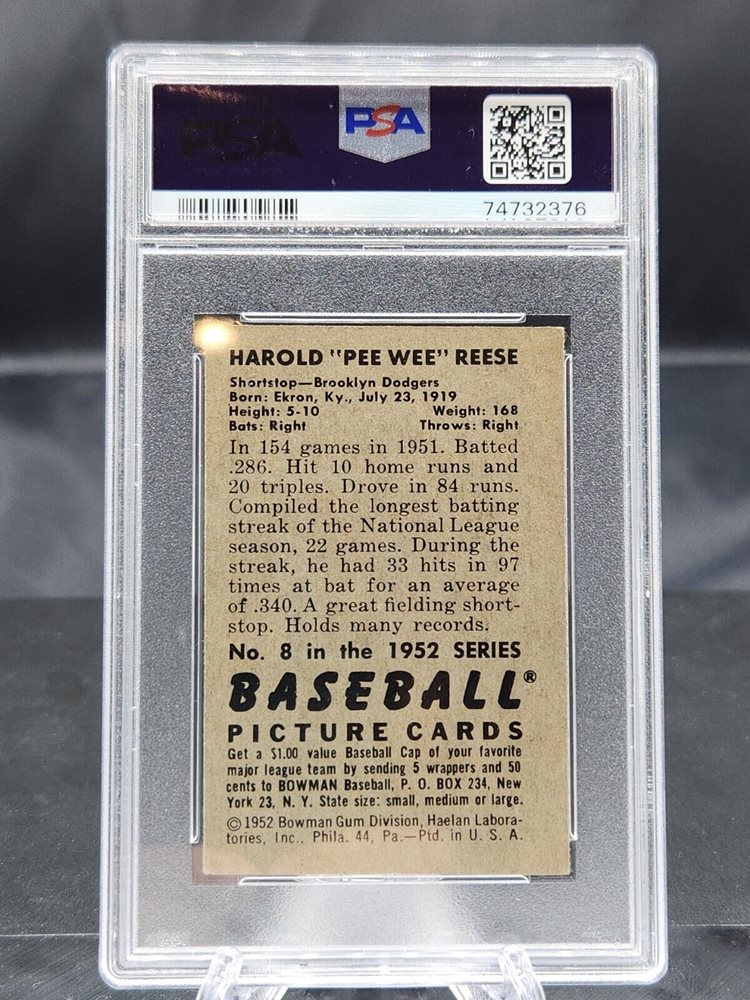 PSA
PSA
74732376
HAROLD "PEE WEE" REESE
Shortstop—Brooklyn Dodgers
Born: Ekron, Ky., July 23, 1919
Height: 5-10 Weight: 168
Bats: Right Throws: Right
In 154 games in 1951. Batted
.286. Hit 10 home runs and
20 triples. Drove in 84 runs.
Compiled the longest batting
streak of the National League
season, 22 games. During the
streak, he had 33 hits in 97
times at bat for an average
of .340. A great fielding short-
stop. Holds many records.
No. 8 in the 1952 SERIES
BASEBALL®
PICTURE CARDS
Get a $1.00 value Baseball Cap of your favorite
major league team by sending 5 wrappers and 50
cents to BOWMAN Baseball, P. O. BOX 234, New
York 23, N. Y. State size: small, medium or large.
©1952 Bowman Gum Division, Haelan Labora-
tories, Inc., Phila. 44, Pa.—Ptd. in U. S. A.